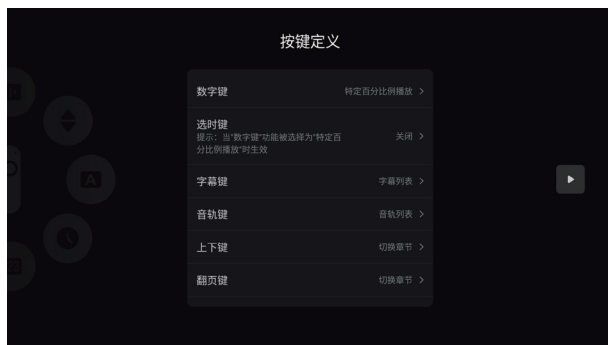 按键定义
数字键 特定百分比例播放
选时键
提示：当"数字键"功能被选择为"特定百
分比例播放"时生效
关闭
字幕键 字幕列表
音轨键 音轨列表
上下键 切换章节
翻页键 切换章节
A